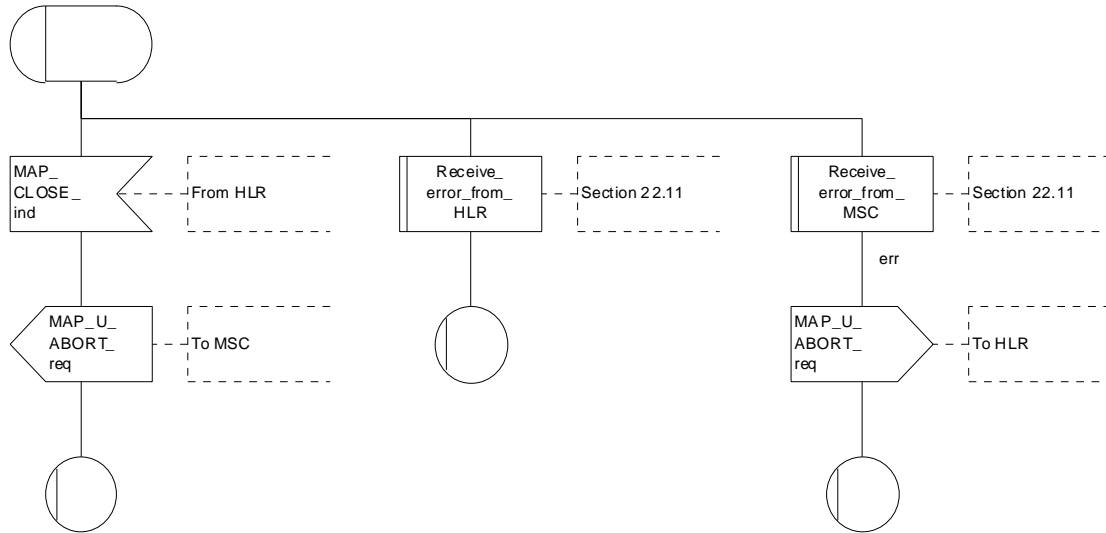 MAP_
CLOSE_
ind
From HLR
Receive_
error_from_
HLR
Section 22.11
Receive_
error_from_
MSC
Section 22.11
err
MAP_U_
ABORT_
req
To MSC
MAP_U_
ABORT_
req
To HLR